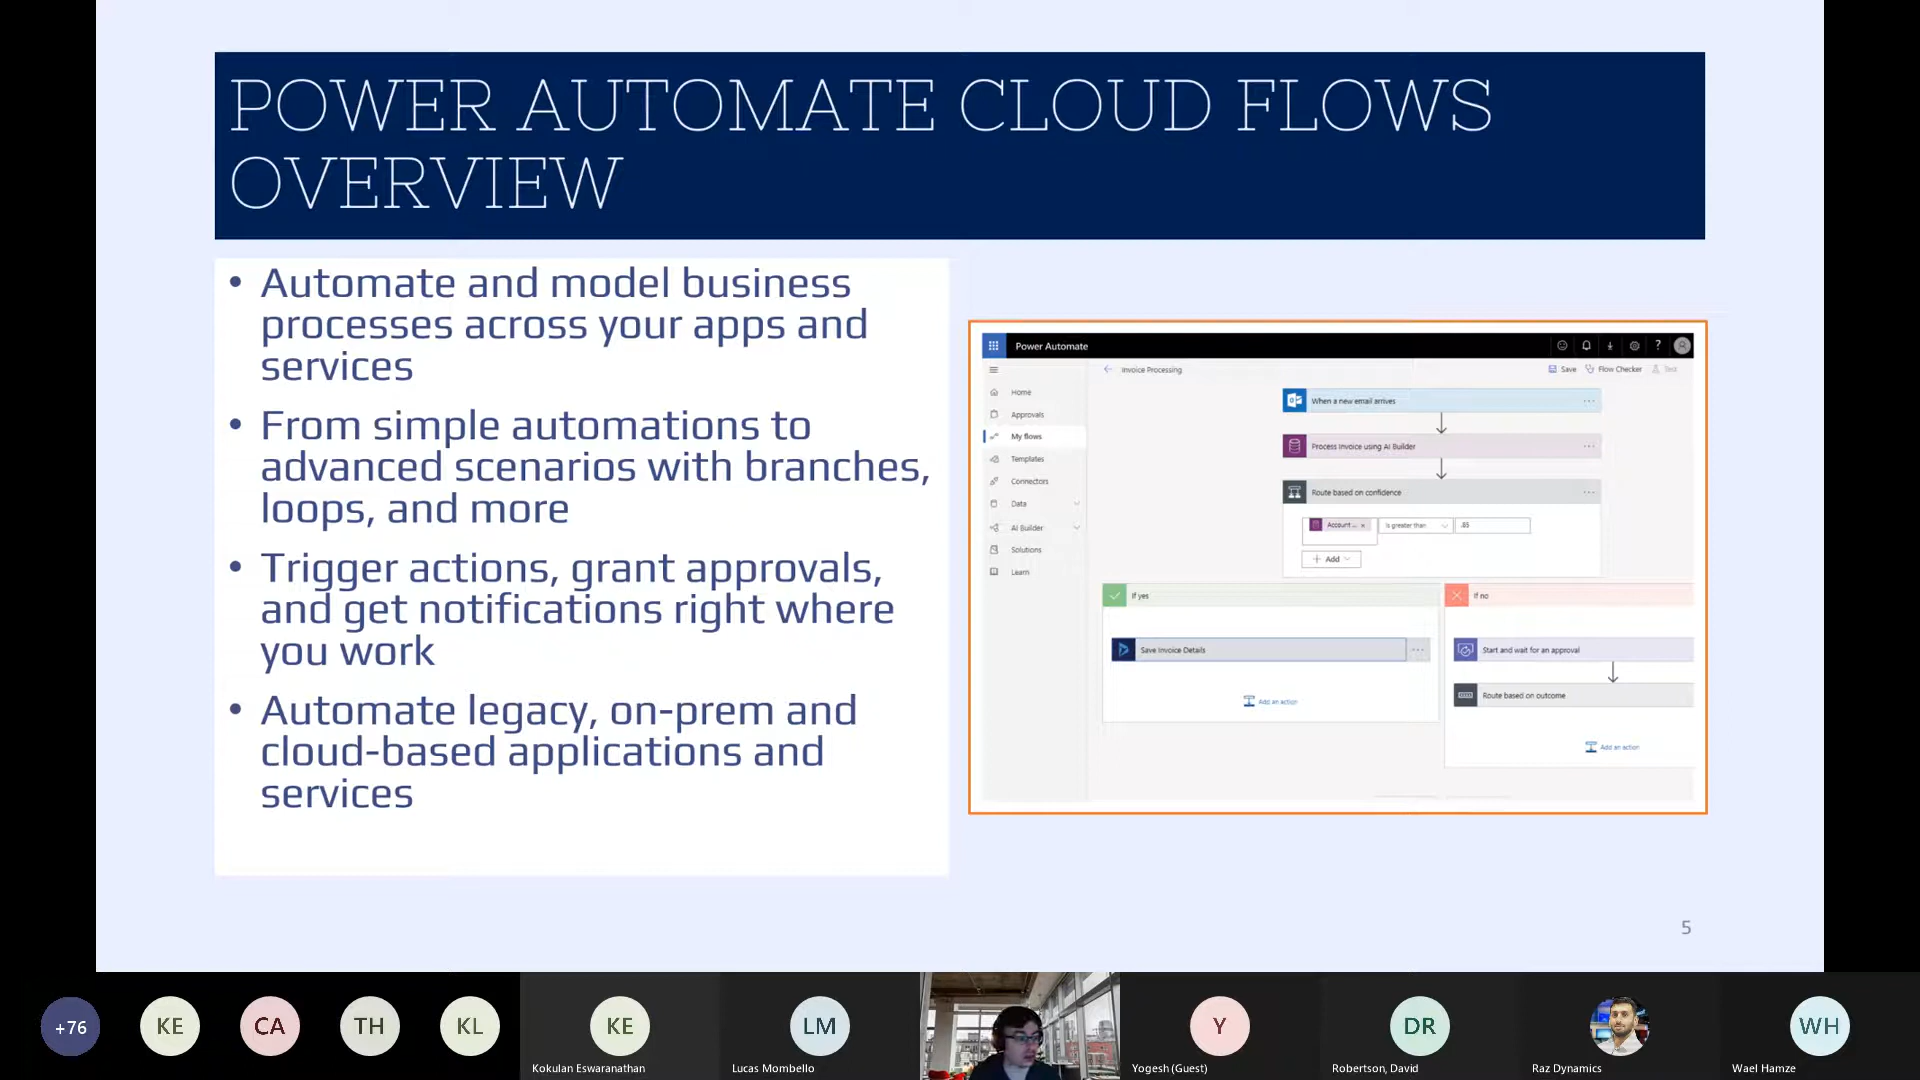 POWER AUTOMATE CLOUD FLOWS
OVERVIEW
• Automate and model business
processes across your apps and
services
• From simple automations to
advanced scenarios with branches,
loops, and more
• Trigger actions, grant approvals,
and get notifications right where
you work
• Automate legacy, on-prem and
cloud-based applications and
services
Power Automate
?
Invoice Processing
Save
Flow Checker
Test
Home
Approvals
My flows
Templates
Connectors
Data
AI Builder
Solutions
Learn
When a new email arrives
Process Invoice using AI Builder
Route based on confidence
Account ... x
Is greater than
.85
+ Add
If yes
Save Invoice Details
Add an action
If no
Start and wait for an approval
Route based on outcome
Add an action
5
+76
KE
CA
TH
KL
KE
Kokulan Eswaranathan
LM
Lucas Mombello
Y
Yogesh (Guest)
DR
Robertson, David
Raz Dynamics
WH
Wael Hamze